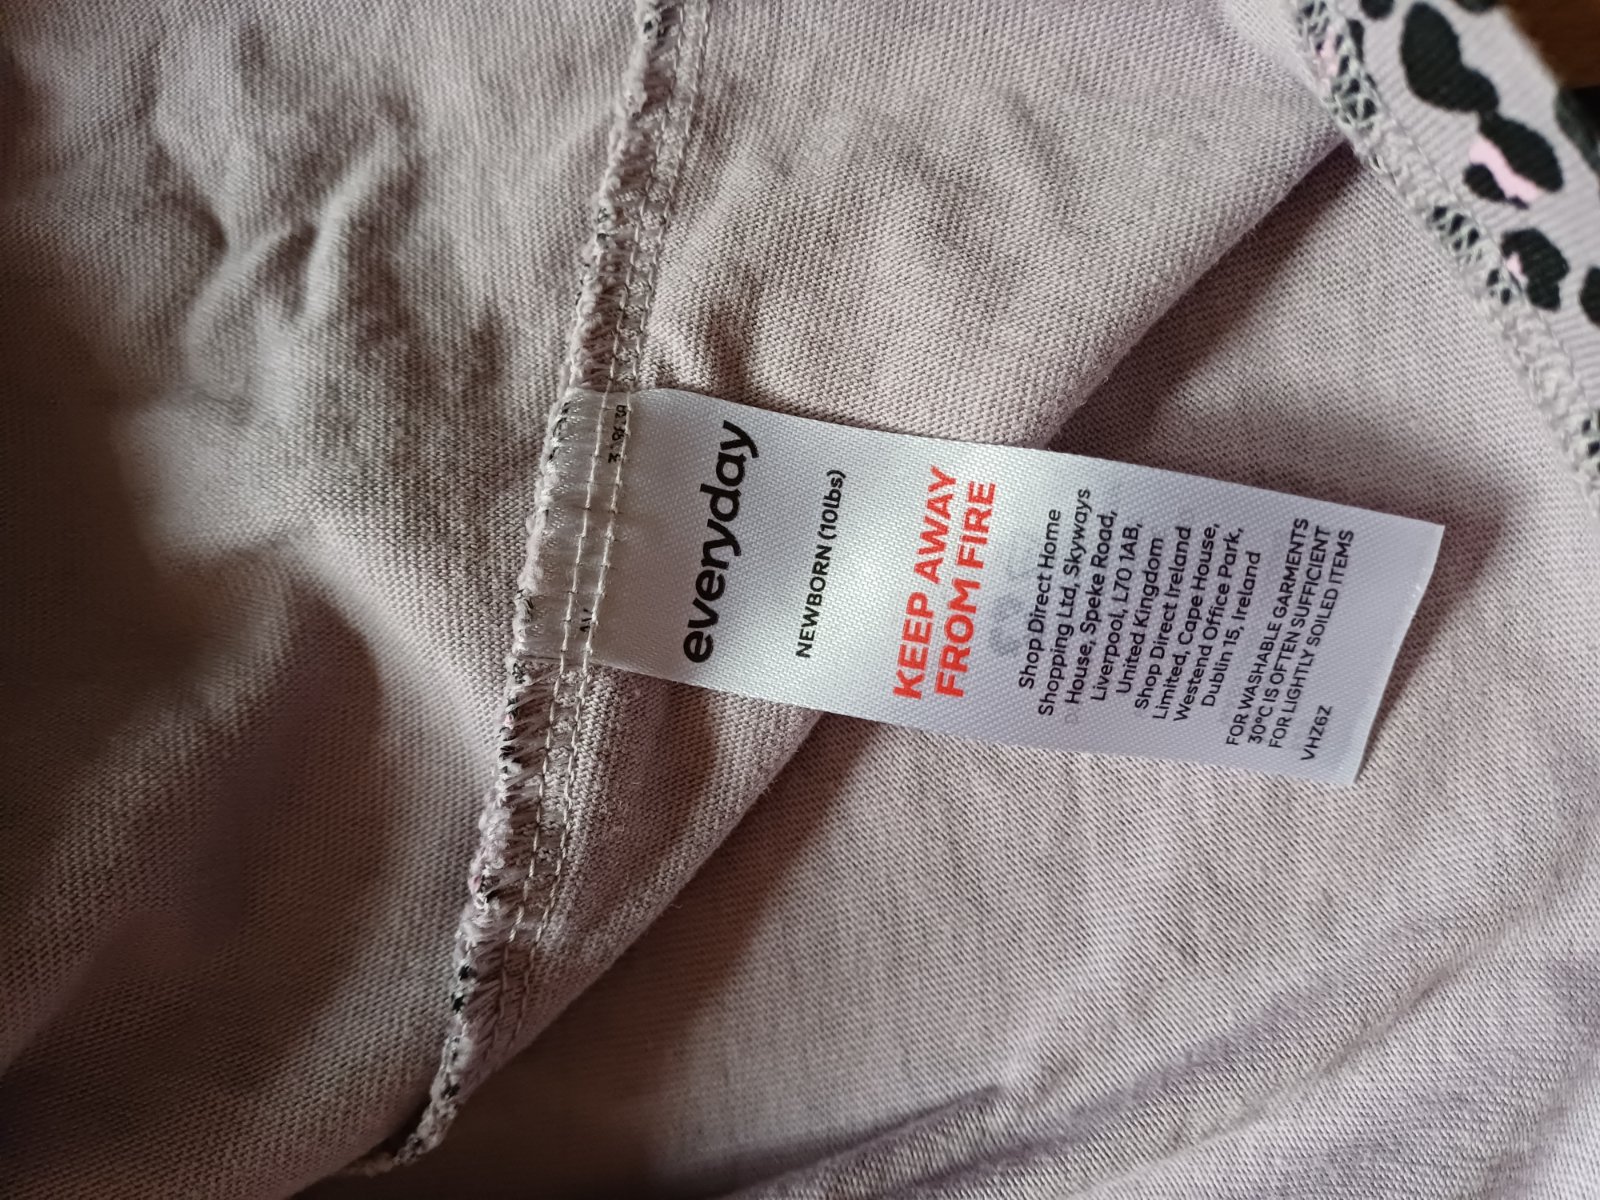 everyday
NEWBORN (10lbs)
KEEP AWAY
FROM FIRE
Shop Direct Home
Shopping Ltd, Skyways
House, Speke Road,
Liverpool, L70 1AB,
United Kingdom
Shop Direct Ireland
Limited, Cape House,
Westend Office Park,
Dublin 15, Ireland
FOR WASHABLE GARMENTS
30°C IS OFTEN SUFFICIENT
FOR LIGHTLY SOILED ITEMS
VHZ6Z